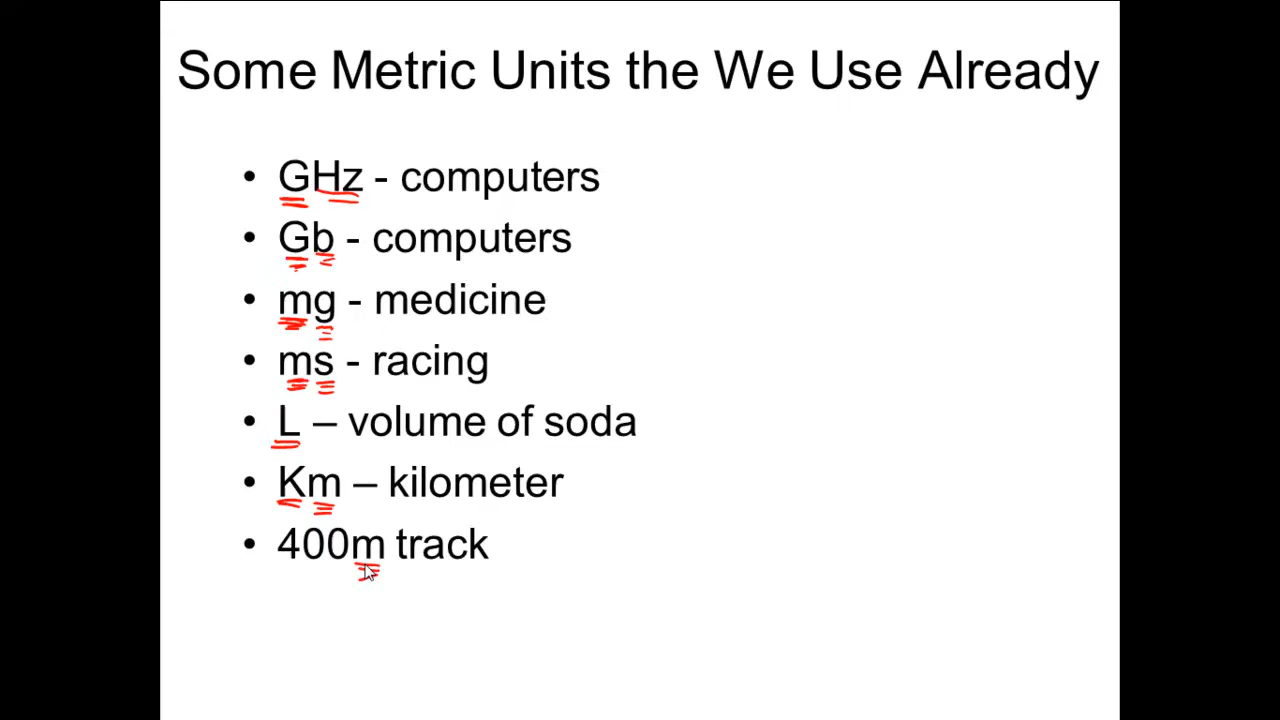 Some Metric Units the We Use Already
• GHz - computers
• Gb - computers
• mg - medicine
• ms - racing
• L – volume of soda
• Km – kilometer
• 400m track